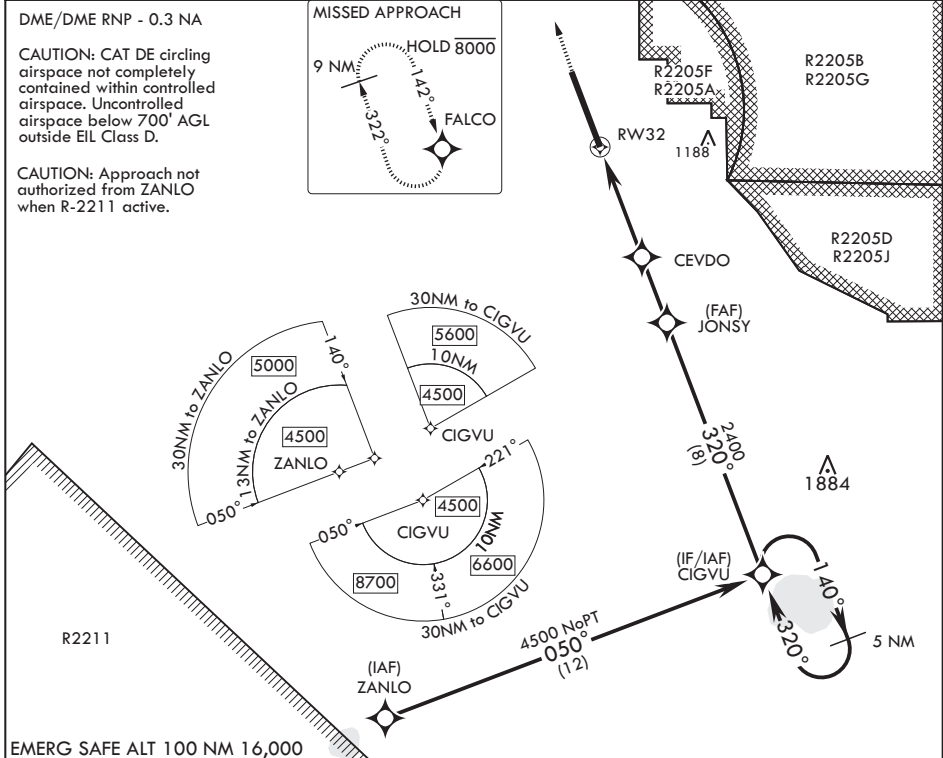 DME/DME RNP - 0.3 NA
CAUTION: CAT DE circling
airspace not completely
contained within controlled
airspace. Uncontrolled
airspace below 700' AGL
outside EIL Class D.
CAUTION: Approach not
authorized from ZANLO
when R-2211 active.
MISSED APPROACH
HOLD 8000
9 NM
142°
322°
FALCO
RW32
1188
R2205F
R2205A
R2205B
R2205G
R2205D
R2205J
CEVDO
(FAF)
JONSY
30NM to CIGVU
5600
10NM
4500
CIGVU
30NM to ZANLO
5000
140°
13NM to ZANLO
4500
ZANLO
050°
221°
4500
050°
CIGVU
10NM
8700
331°
6600
30NM to CIGVU
2400
320°
(8)
1884
(IF/IAF)
CIGVU
140°
320°
5 NM
4500 NoPT
050°
(12)
R2211
(IAF)
ZANLO
EMERG SAFE ALT 100 NM 16,000